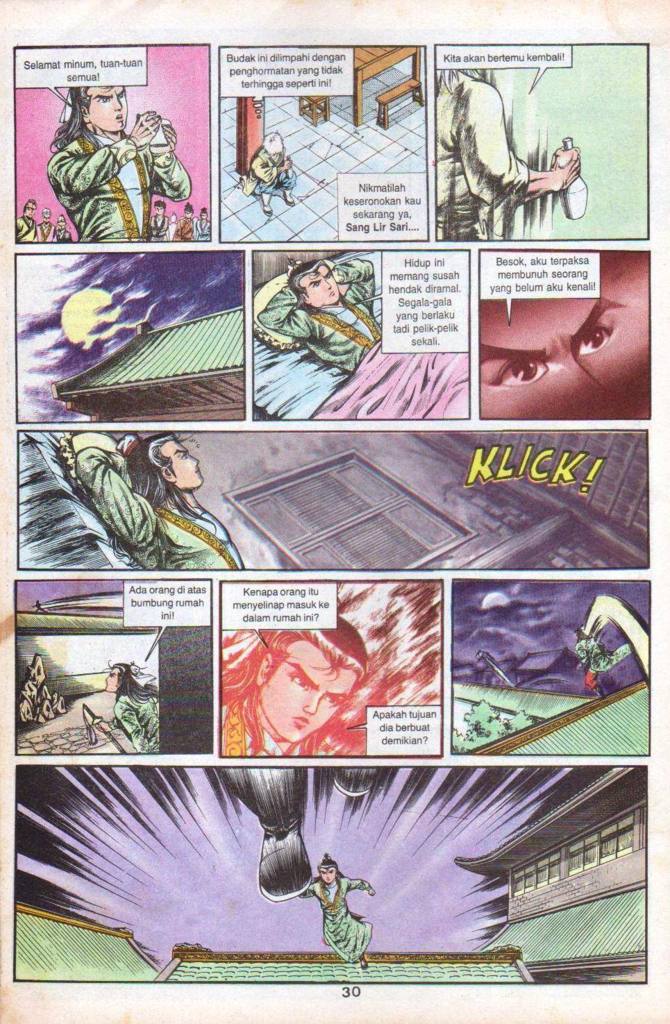 Selamat minum, tuan-tuan
semua!
Budak ini dilimpahi dengan
penghormatan yang tidak
terhingga seperti ini!
Nikmatilah
keseronokan kau
sekarang ya,
Sang Lir Sari....
Kita akan bertemu kembali!
Hidup ini
memang susah
hendak diramal.
Segala-gala
yang berlaku
tadi pelik-pelik
sekali.
Besok, aku terpaksa
membunuh seorang
yang belum aku kenali!
KLICK!
Ada orang di atas
bumbung rumah
ini!
Kenapa orang itu
menyelinap masuk ke
dalam rumah ini?
Apakah tujuan
dia berbuat
demikian?
30